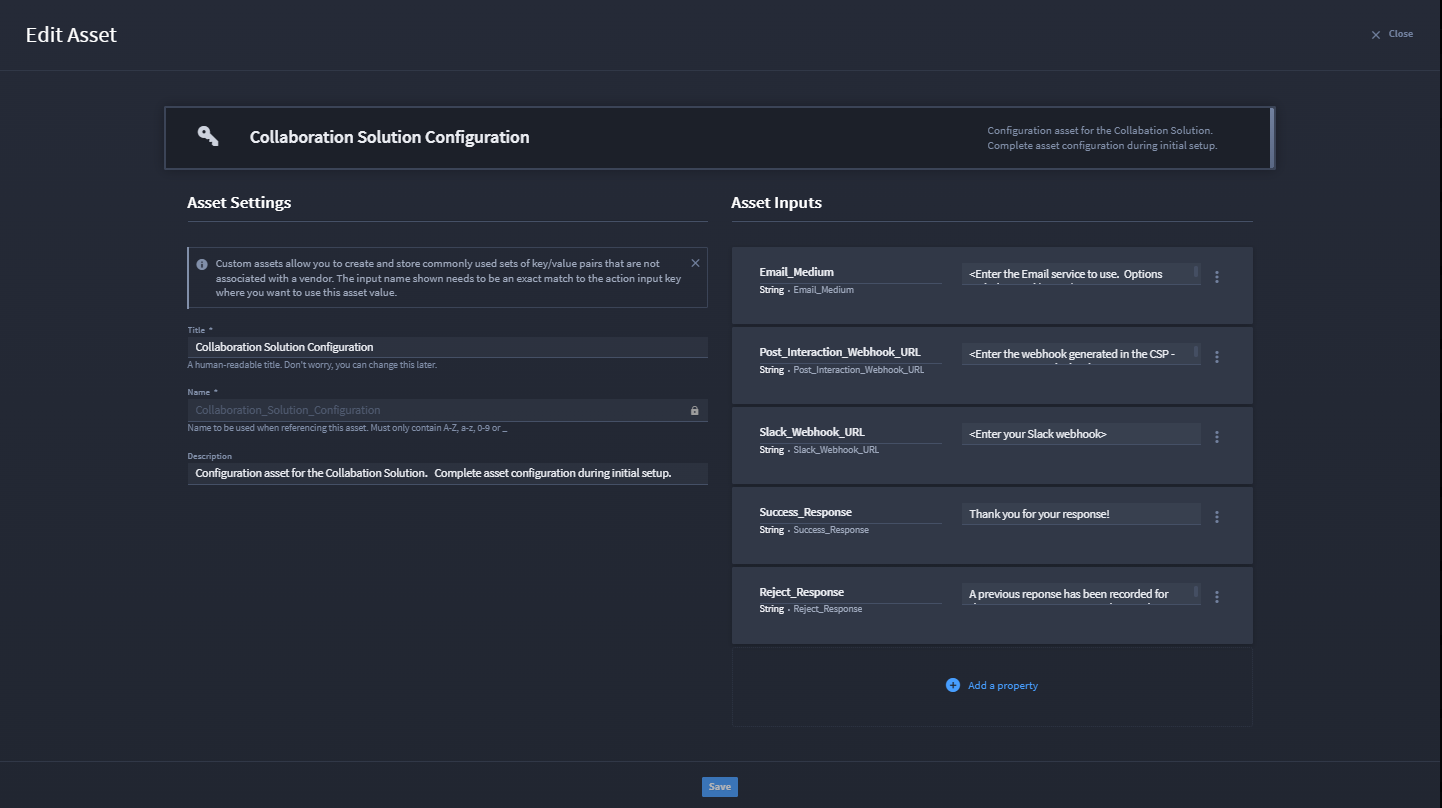 Edit Asset
Close
Collaboration Solution Configuration
Configuration asset for the Collabation Solution.
Complete asset configuration during initial setup.
Asset Settings
Custom assets allow you to create and store commonly used sets of key/value pairs that are not
associated with a vendor. The input name shown needs to be an exact match to the action input key
where you want to use this asset value.
Title *
Collaboration Solution Configuration
A human-readable title. Don't worry, you can change this later.
Name *
Collaboration_Solution_Configuration
Name to be used when referencing this asset. Must only contain A-Z, a-z, 0-9 or _
Description
Configuration asset for the Collabation Solution.  Complete asset configuration during initial setup.
Asset Inputs
Email_Medium
<Enter the Email service to use.  Options
String • Email_Medium
Post_Interaction_Webhook_URL
<Enter the webhook generated in the CSP -
String • Post_Interaction_Webhook_URL
Slack_Webhook_URL
<Enter your Slack webhook>
String • Slack_Webhook_URL
Success_Response
Thank you for your response!
String • Success_Response
Reject_Response
A previous reponse has been recorded for
String • Reject_Response
Add a property
Save